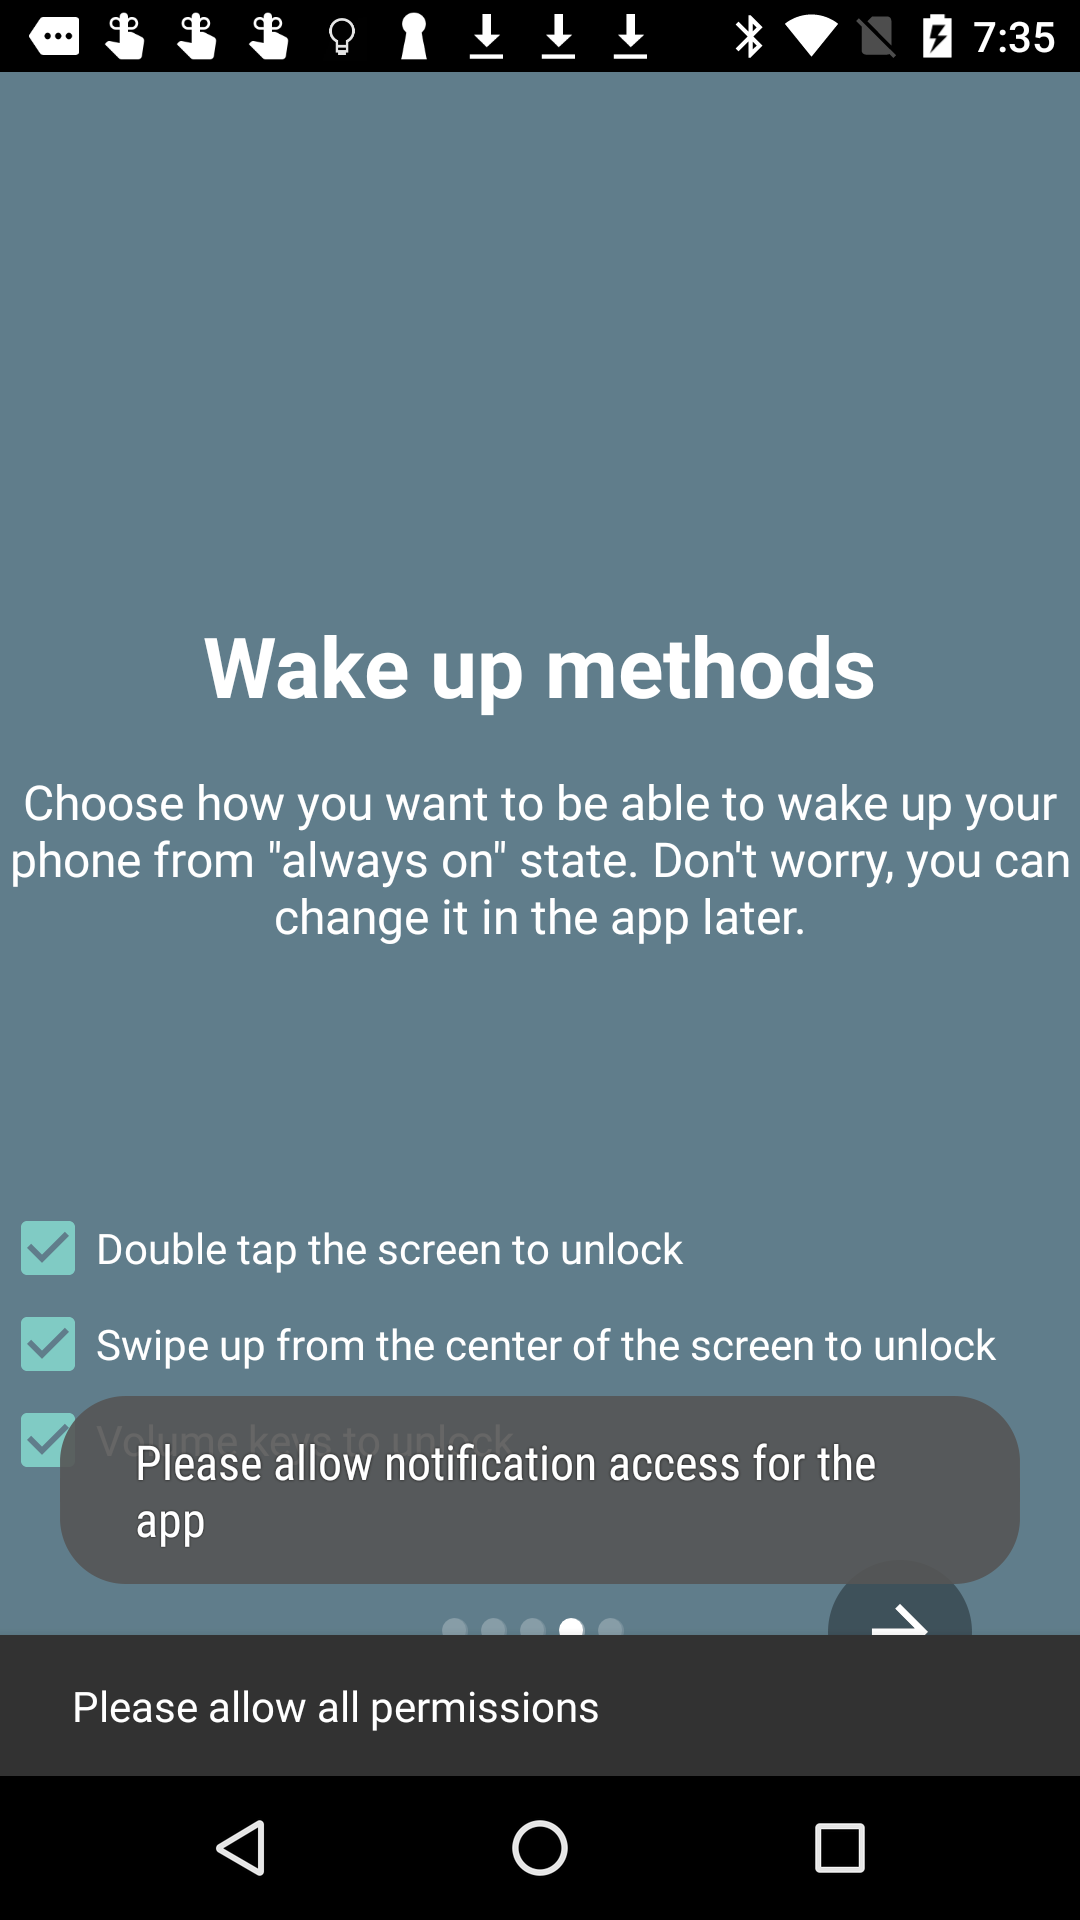 7:35
Wake up methods
Choose how you want to be able to wake up your
phone from "always on" state. Don't worry, you can
change it in the app later.
Double tap the screen to unlock
Swipe up from the center of the screen to unlock
Volume keys to unlock
Please allow notification access for the
app
Please allow all permissions